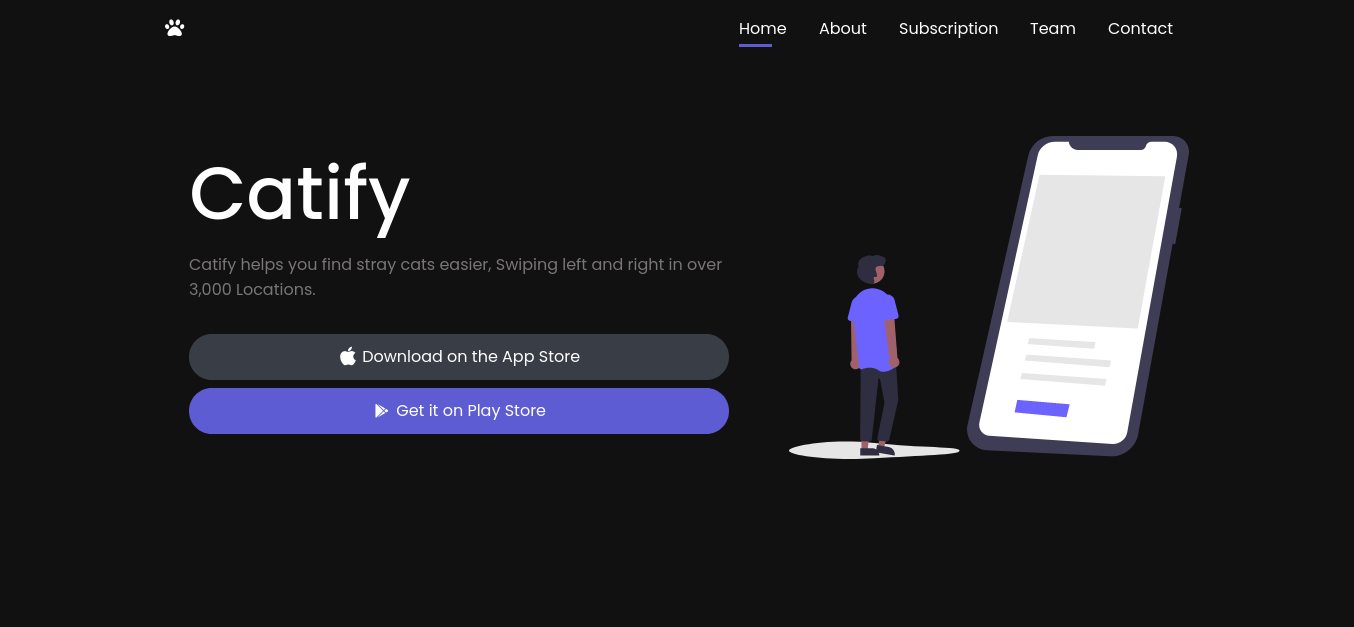 Home About Subscription Team Contact
Catify
Catify helps you find stray cats easier, Swiping left and right in over
3,000 Locations.
Download on the App Store
Get it on Play Store